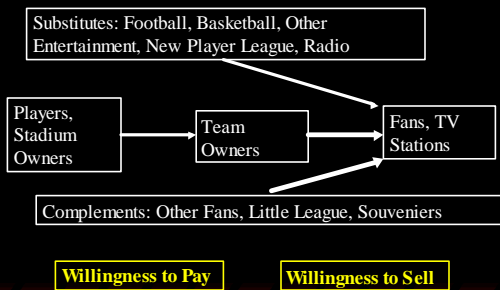 Substitutes: Football, Basketball, Other
Entertainment, New Player League, Radio
Players,
Stadium
Owners
Team
Owners
Fans, TV
Stations
Complements: Other Fans, Little League, Souveniers
Willingness to Pay
Willingness to Sell